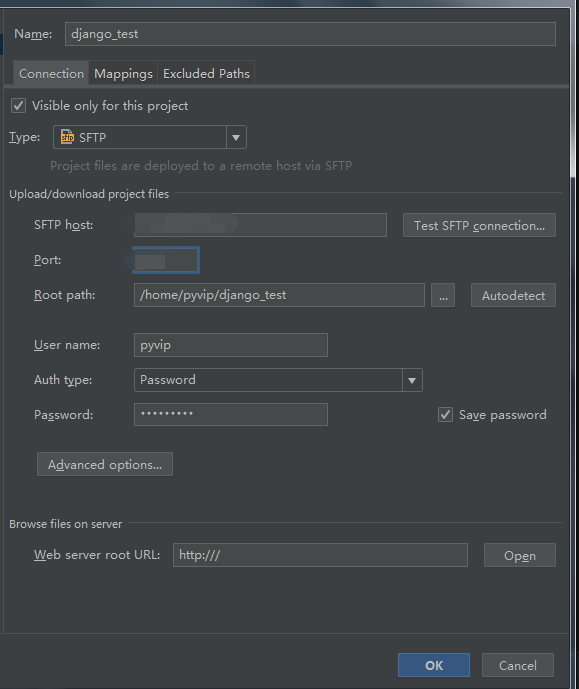 Name: django_test
Connection Mappings Excluded Paths
Visible only for this project
Type: SFTP
Project files are deployed to a remote host via SFTP
Upload/download project files
SFTP host: Test SFTP connection...
Port:
Root path: /home/pyvip/django_test ... Autodetect
User name: pyvip
Auth type: Password
Password: ••••••••• Save password
Advanced options...
Browse files on server
Web server root URL: http:/// Open
OK Cancel